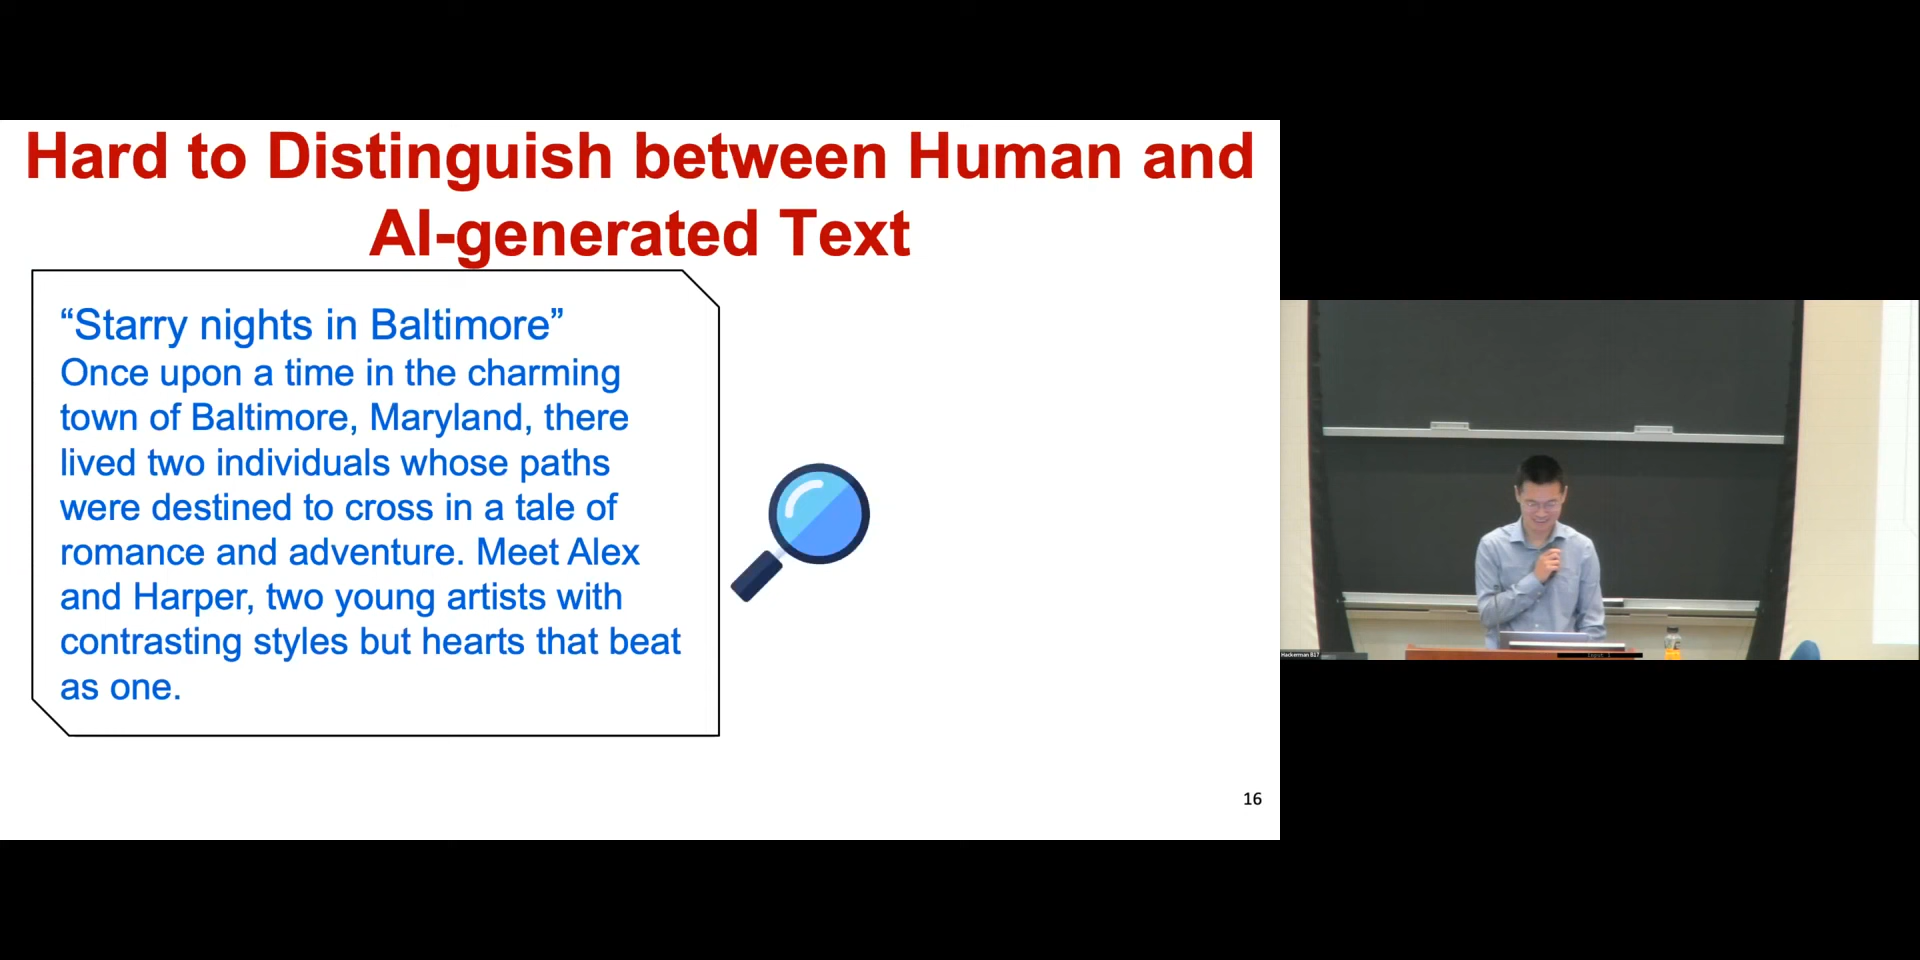 Hard to Distinguish between Human and
AI-generated Text
“Starry nights in Baltimore”
Once upon a time in the charming
town of Baltimore, Maryland, there
lived two individuals whose paths
were destined to cross in a tale of
romance and adventure. Meet Alex
and Harper, two young artists with
contrasting styles but hearts that beat
as one.
16
Hackerman B17